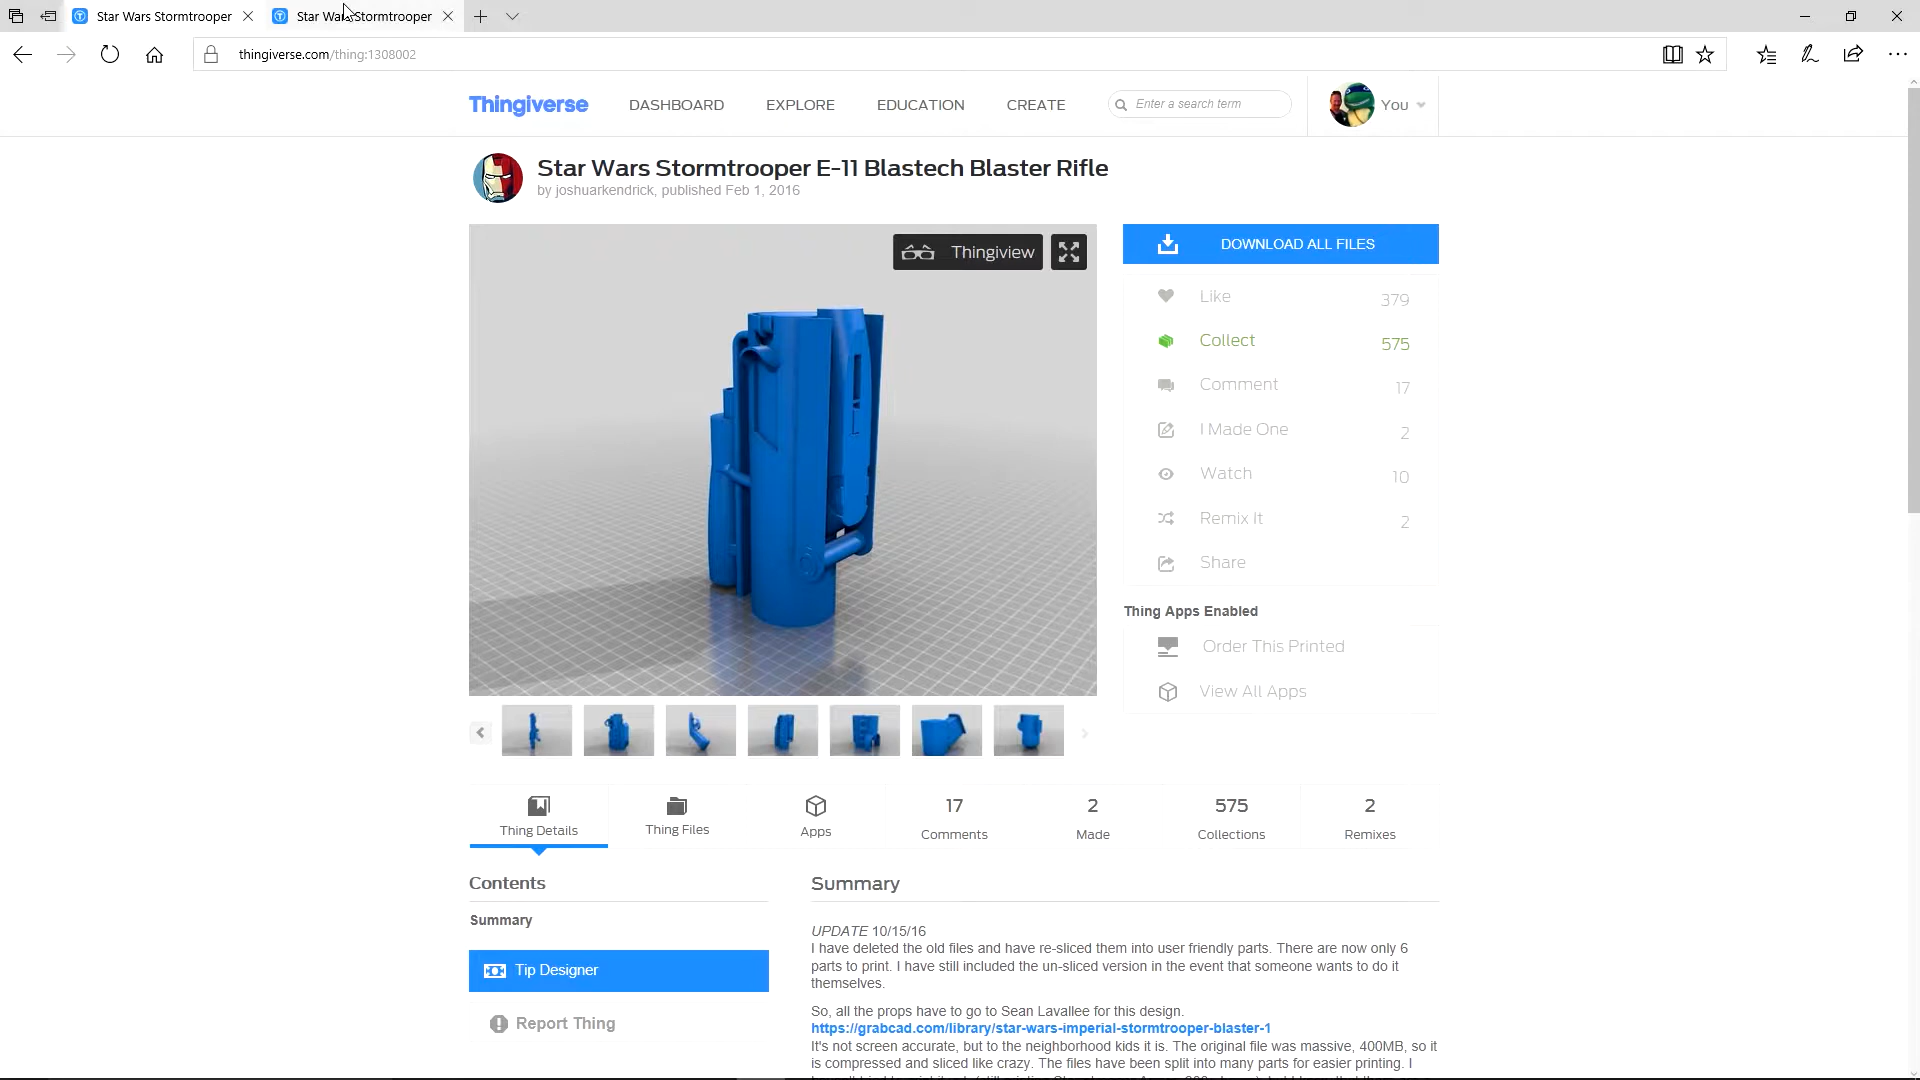 Star Wars Stormtrooper
Star Wars Stormtrooper
thingiverse.com/thing:1308002
Thingiverse
DASHBOARD
EXPLORE
EDUCATION
CREATE
Enter a search term
You
Star Wars Stormtrooper E-11 Blastech Blaster Rifle
by joshuarkendrick, published Feb 1, 2016
Thingiview
DOWNLOAD ALL FILES
Like 379
Collect 575
Comment 17
I Made One 2
Watch 10
Remix It 2
Share
Thing Apps Enabled
Order This Printed
View All Apps
Thing Details
Thing Files
Apps
17
Comments
2
Made
575
Collections
2
Remixes
Contents
Summary
Tip Designer
Report Thing
Summary
UPDATE 10/15/16
I have deleted the old files and have re-sliced them into user friendly parts. There are now only 6
parts to print. I have still included the un-sliced version in the event that someone wants to do it
themselves.
So, all the props have to go to Sean Lavallee for this design.
https://grabcad.com/library/star-wars-imperial-stormtrooper-blaster-1
It's not screen accurate, but to the neighborhood kids it is. The original file was massive, 400MB, so it
is compressed and sliced like crazy. The files have been split into many parts for easier printing. I